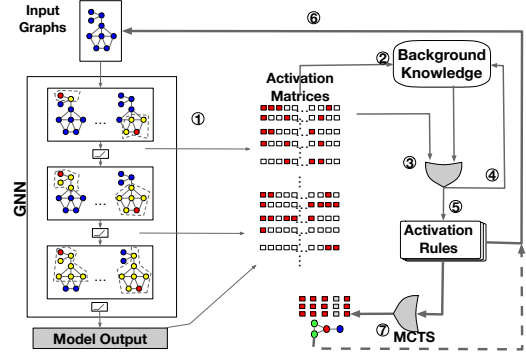 Input
Graphs
⑥
②
Background
Knowledge
Activation
Matrices
①
GNN
...
...
...
③
④
⑤
Activation
Rules
⑦
MCTS
Model Output